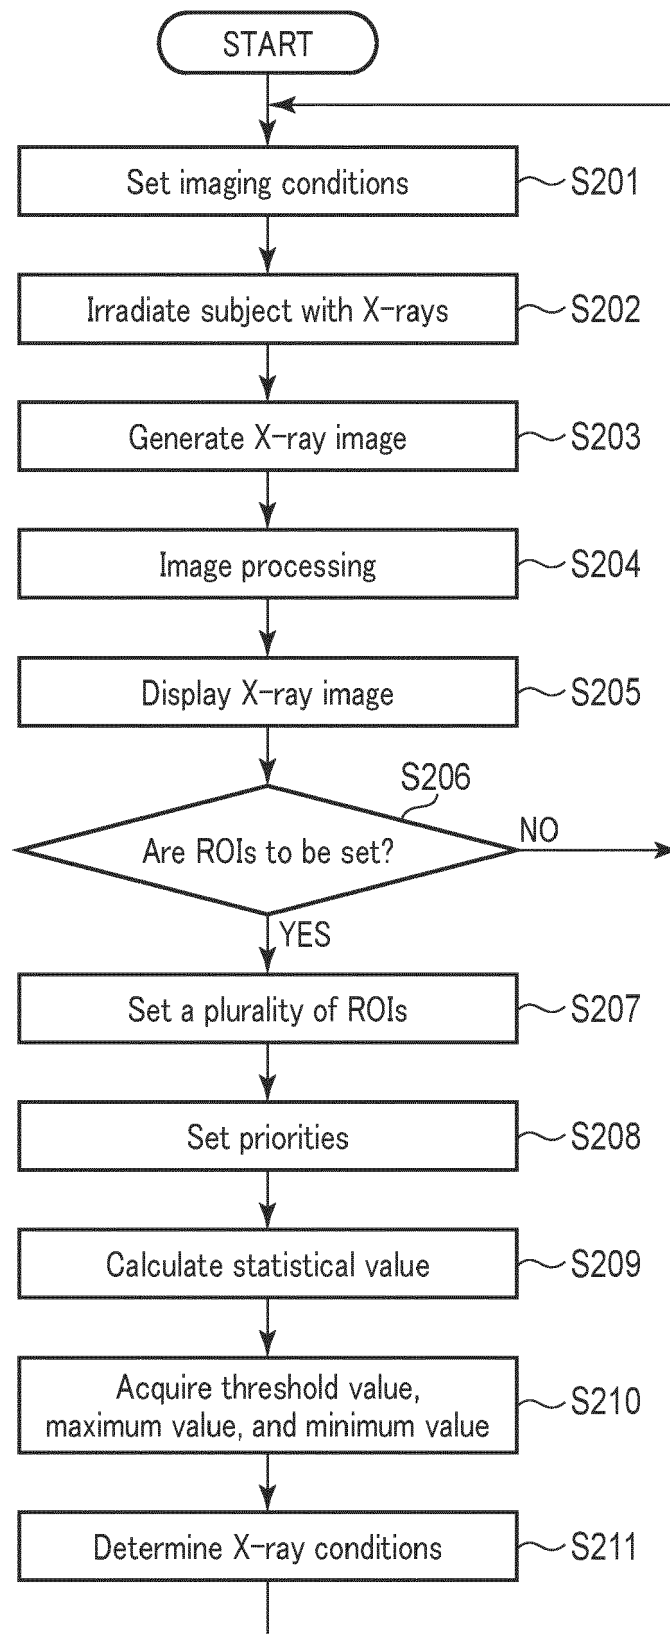 START
Set imaging conditions
S201
Irradiate subject with X-rays
S202
Generate X-ray image
S203
Image processing
S204
Display X-ray image
S205
S206
Are ROIs to be set?
NO
YES
Set a plurality of ROIs
S207
Set priorities
S208
Calculate statistical value
S209
Acquire threshold value,
maximum value, and minimum value
S210
Determine X-ray conditions
S211